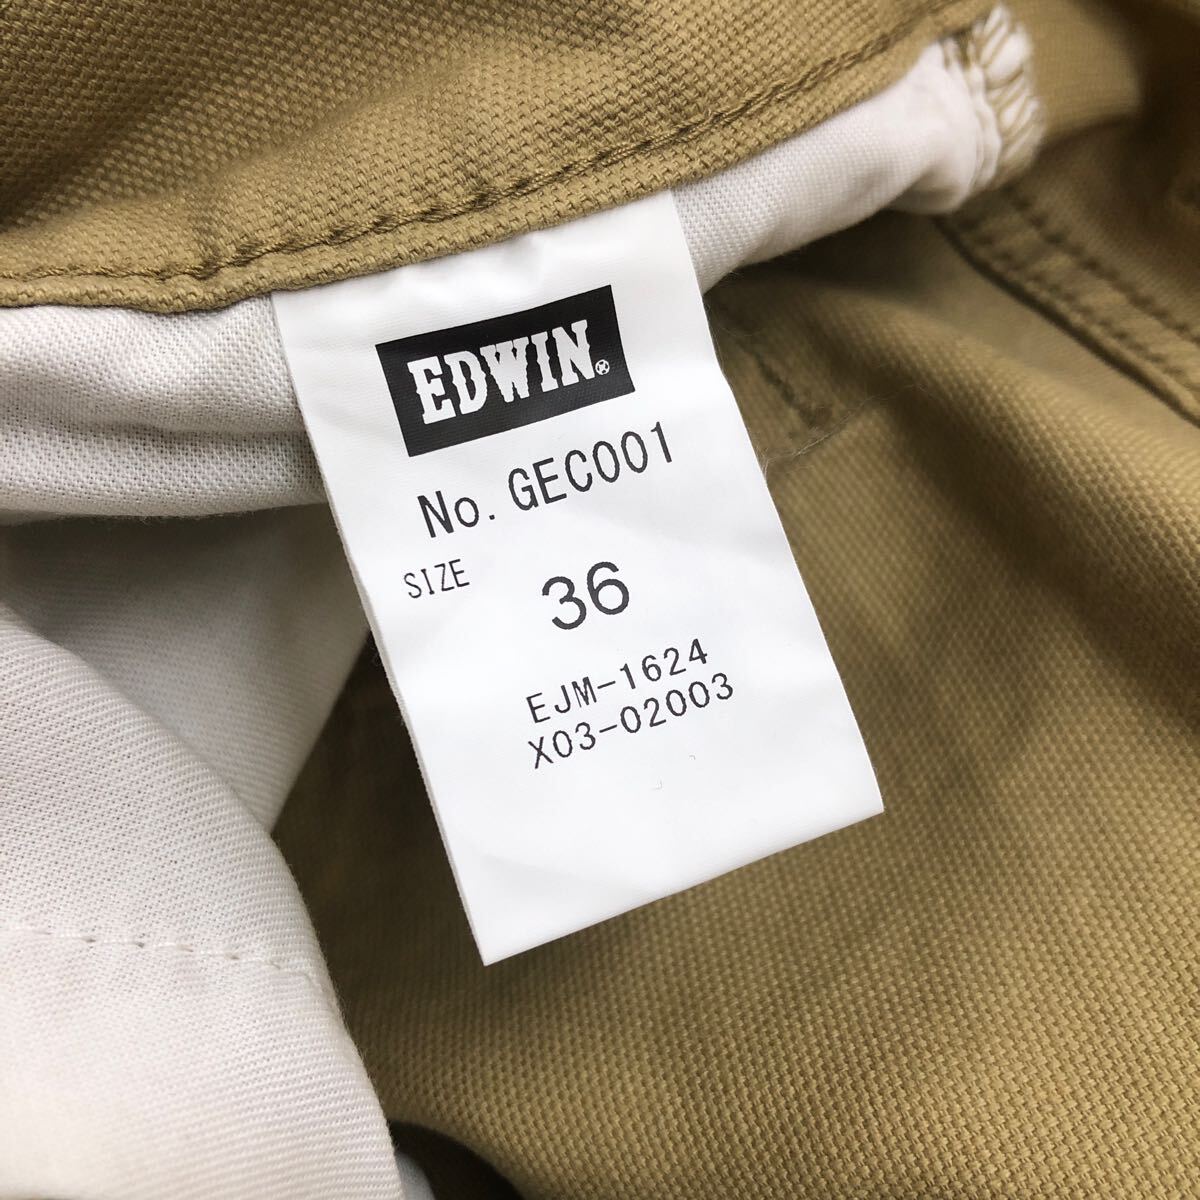 EDWIN®
No. GEC001
SIZE 36
EJM-1624
X03-02003